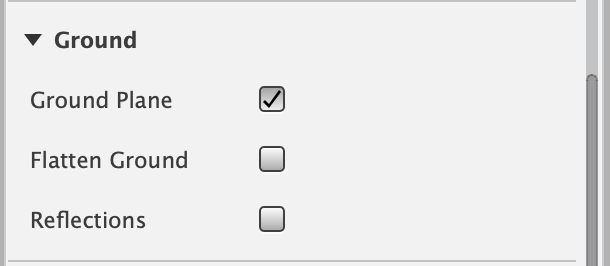 Ground
Ground Plane
Flatten Ground
Reflections